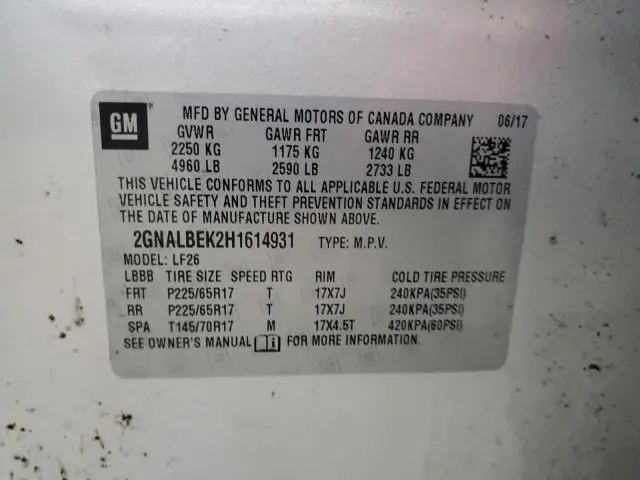 GM
MFD BY GENERAL MOTORS OF CANADA COMPANY 06/17
GVWR GAWR FRT GAWR RR
2250 KG 1175 KG 1240 KG
4960 LB 2590 LB 2733 LB
THIS VEHICLE CONFORMS TO ALL APPLICABLE U.S. FEDERAL MOTOR
VEHICLE SAFETY AND THEFT PREVENTION STANDARDS IN EFFECT ON
THE DATE OF MANUFACTURE SHOWN ABOVE.
2GNALBEK2H1614931 TYPE: M.P.V.
MODEL: LF26
LBBB TIRE SIZE SPEED RTG RIM COLD TIRE PRESSURE
FRT P225/65R17 T 17X7J 240KPA(35PSI)
RR P225/65R17 T 17X7J 240KPA(35PSI)
SPA T145/70R17 M 17X4.5T 420KPA(60PSI)
SEE OWNER'S MANUAL FOR MORE INFORMATION.